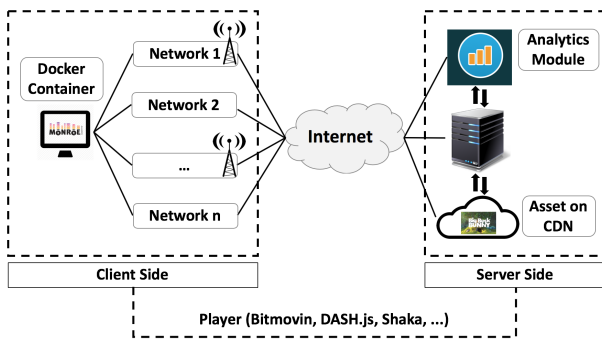 Docker
Container
MONROE
Network 1
Network 2
...
Network n
Internet
Analytics
Module
Asset on
CDN
BUNNY
Client Side
Server Side
Player (Bitmovin, DASH.js, Shaka, ...)